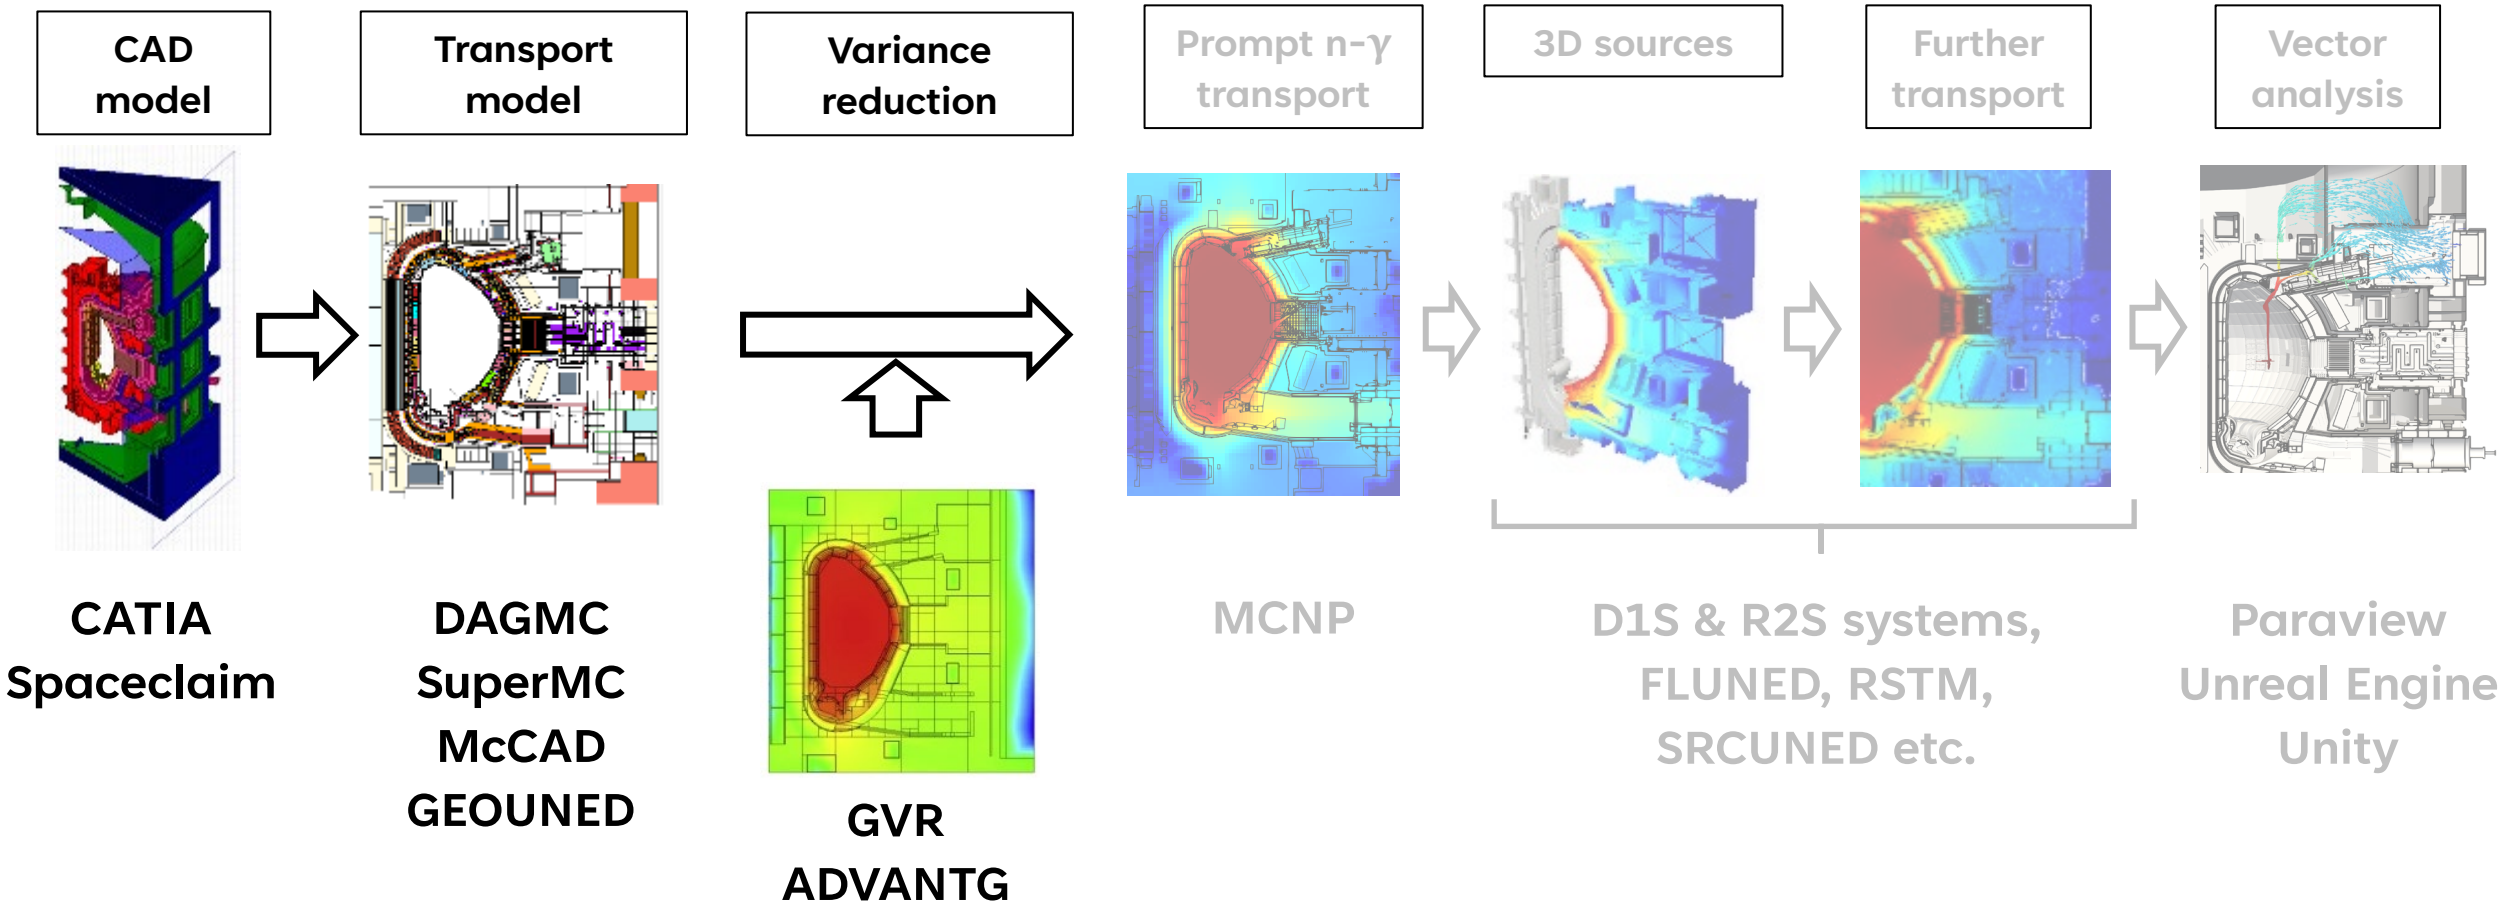 CAD
model
Transport
model
Variance
reduction
Prompt n-γ
transport
3D sources
Further
transport
Vector
analysis
CATIA
Spaceclaim
DAGMC
SuperMC
McCAD
GEOUNED
GVR
ADVANTG
MCNP
D1S & R2S systems,
FLUNED, RSTM,
SRCUNED etc.
Paraview
Unreal Engine
Unity